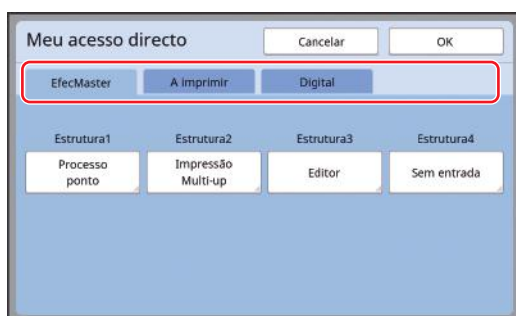 Meu acesso directo Cancelar OK
EfecMaster A imprimir Digital
Estrutura1 Estrutura2 Estrutura3 Estrutura4
Processo ponto Impressão Multi-up Editor Sem entrada